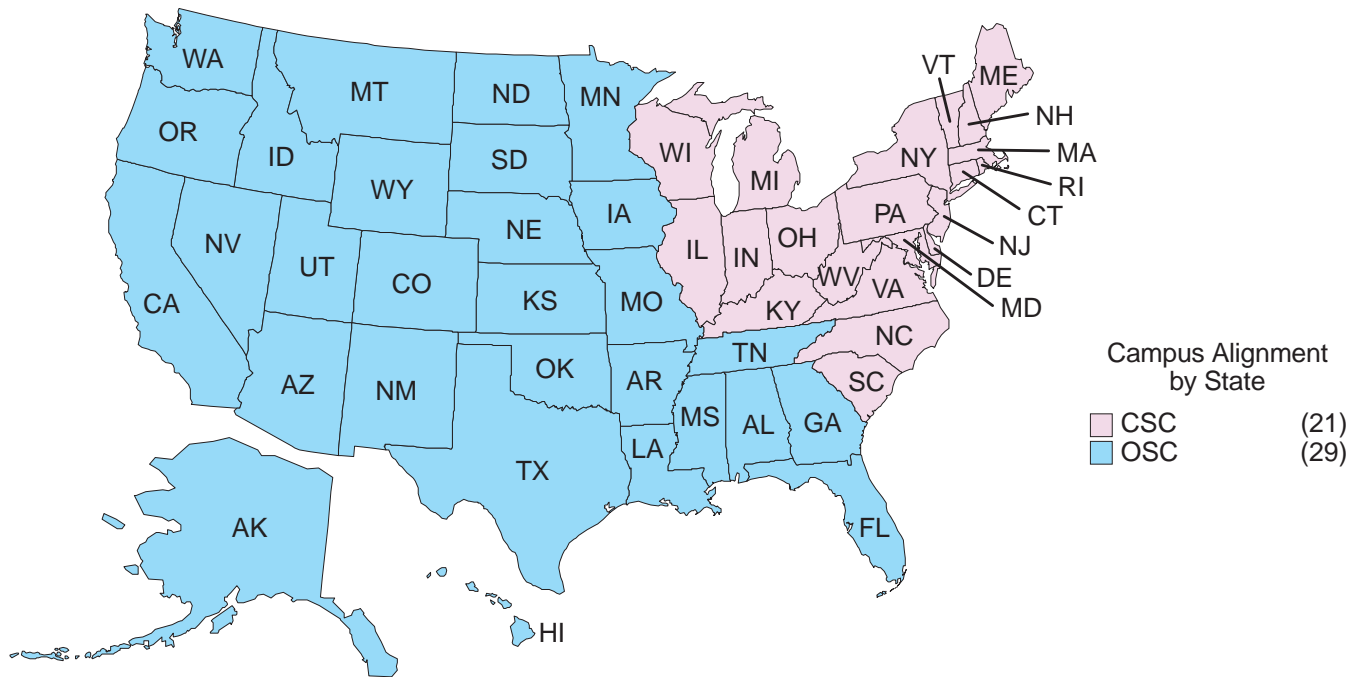 VT
ME
WA
MT
ND
MN
NH
OR
MA
ID
SD
WI
NY
WY
MI
RI
IA
PA
CT
NE
OH
NV
NJ
IL
IN
UT
CO
WV
DE
CA
KS
MO
VA
KY
MD
NC
TN
Campus Alignment
by State
AZ
NM
OK
AR
SC
MS
AL
GA
CSC (21)
LA
OSC (29)
TX
AK
FL
HI